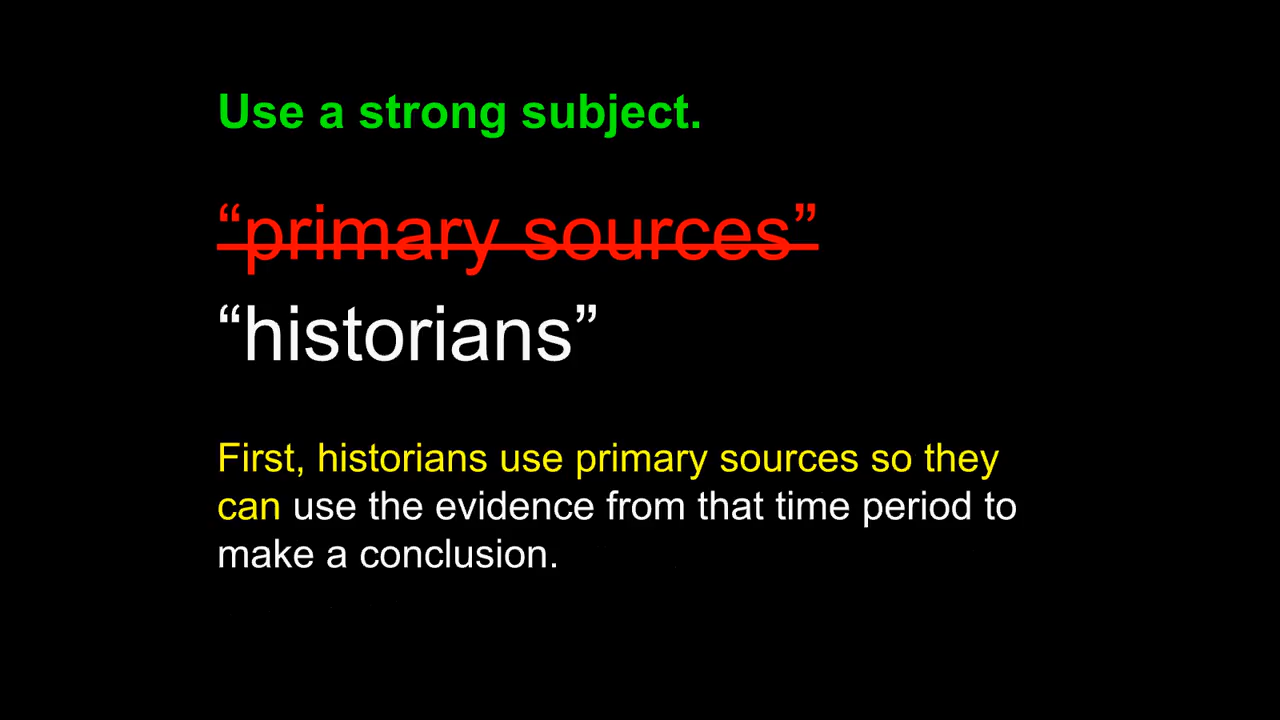 Use a strong subject.
“primary sources”
“historians”
First, historians use primary sources so they
can use the evidence from that time period to
make a conclusion.